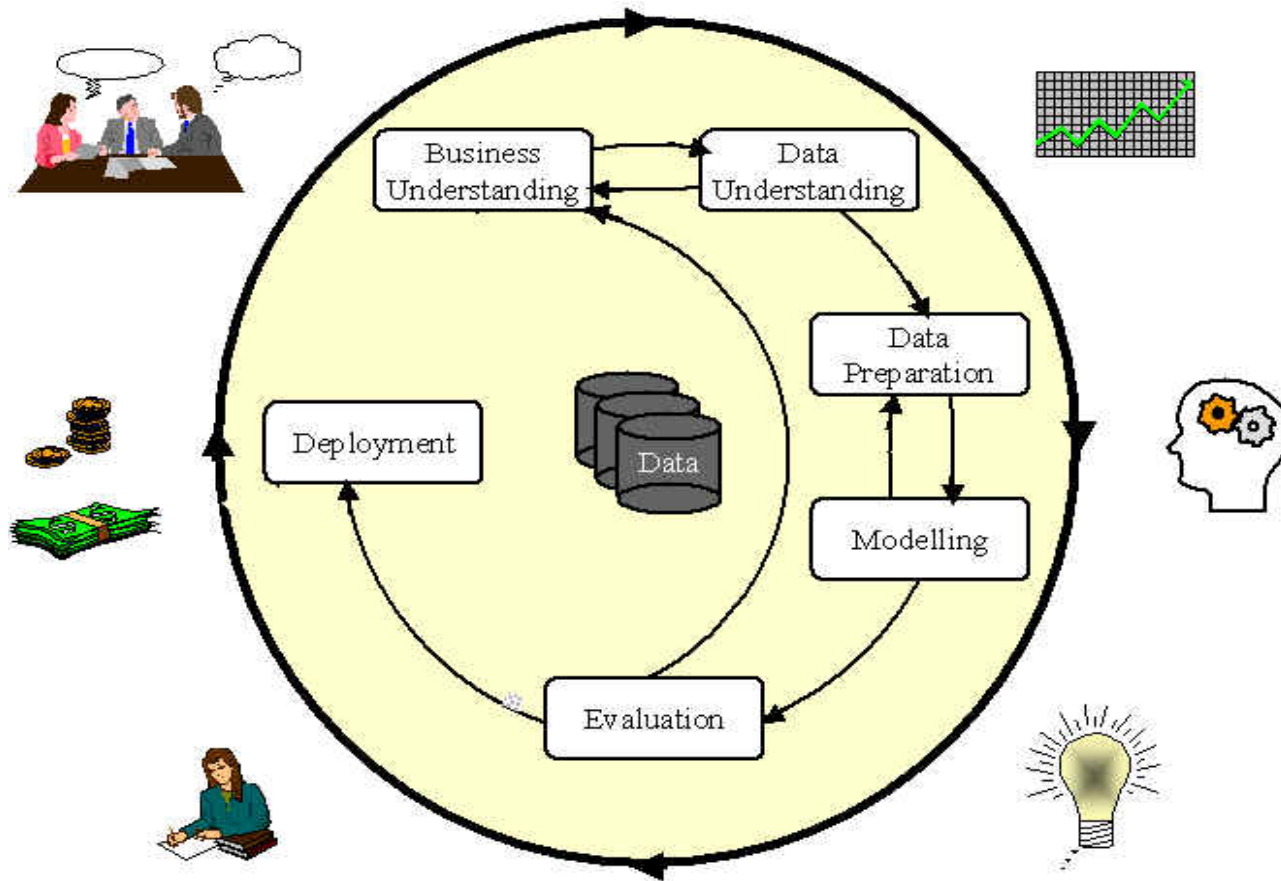 Business
Understanding
Data
Understanding
Data
Preparation
Deployment
Data
Modelling
Evaluation